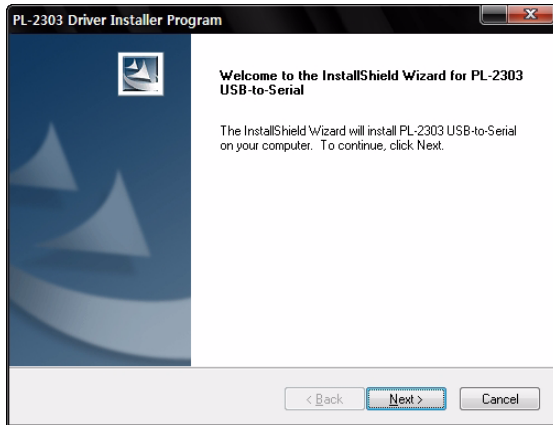 PL-2303 Driver Installer Program
Welcome to the InstallShield Wizard for PL-2303
USB-to-Serial
The InstallShield Wizard will install PL-2303 USB-to-Serial
on your computer. To continue, click Next.
< Back
Next >
Cancel